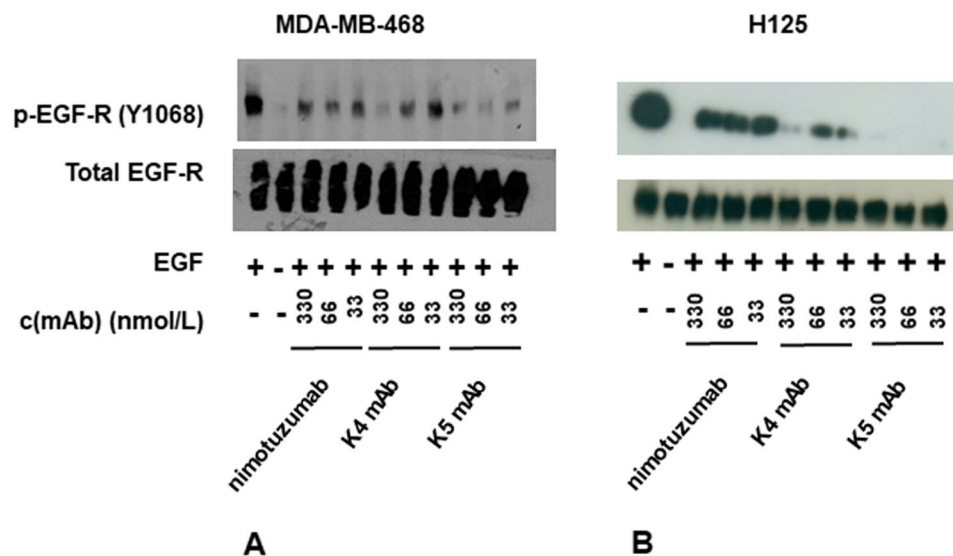 MDA-MB-468
H125
p-EGF-R (Y1068)
Total EGF-R
EGF
+ - + + + + + + + + +
+ - + + + + + + + + +
c(mAb) (nmol/L)
- - 330 66 33 330 66 33 330 66 33
- - 330 66 33 330 66 33 330 66 33
nimotuzumab
K4 mAb
K5 mAb
nimotuzumab
K4 mAb
K5 mAb
A
B